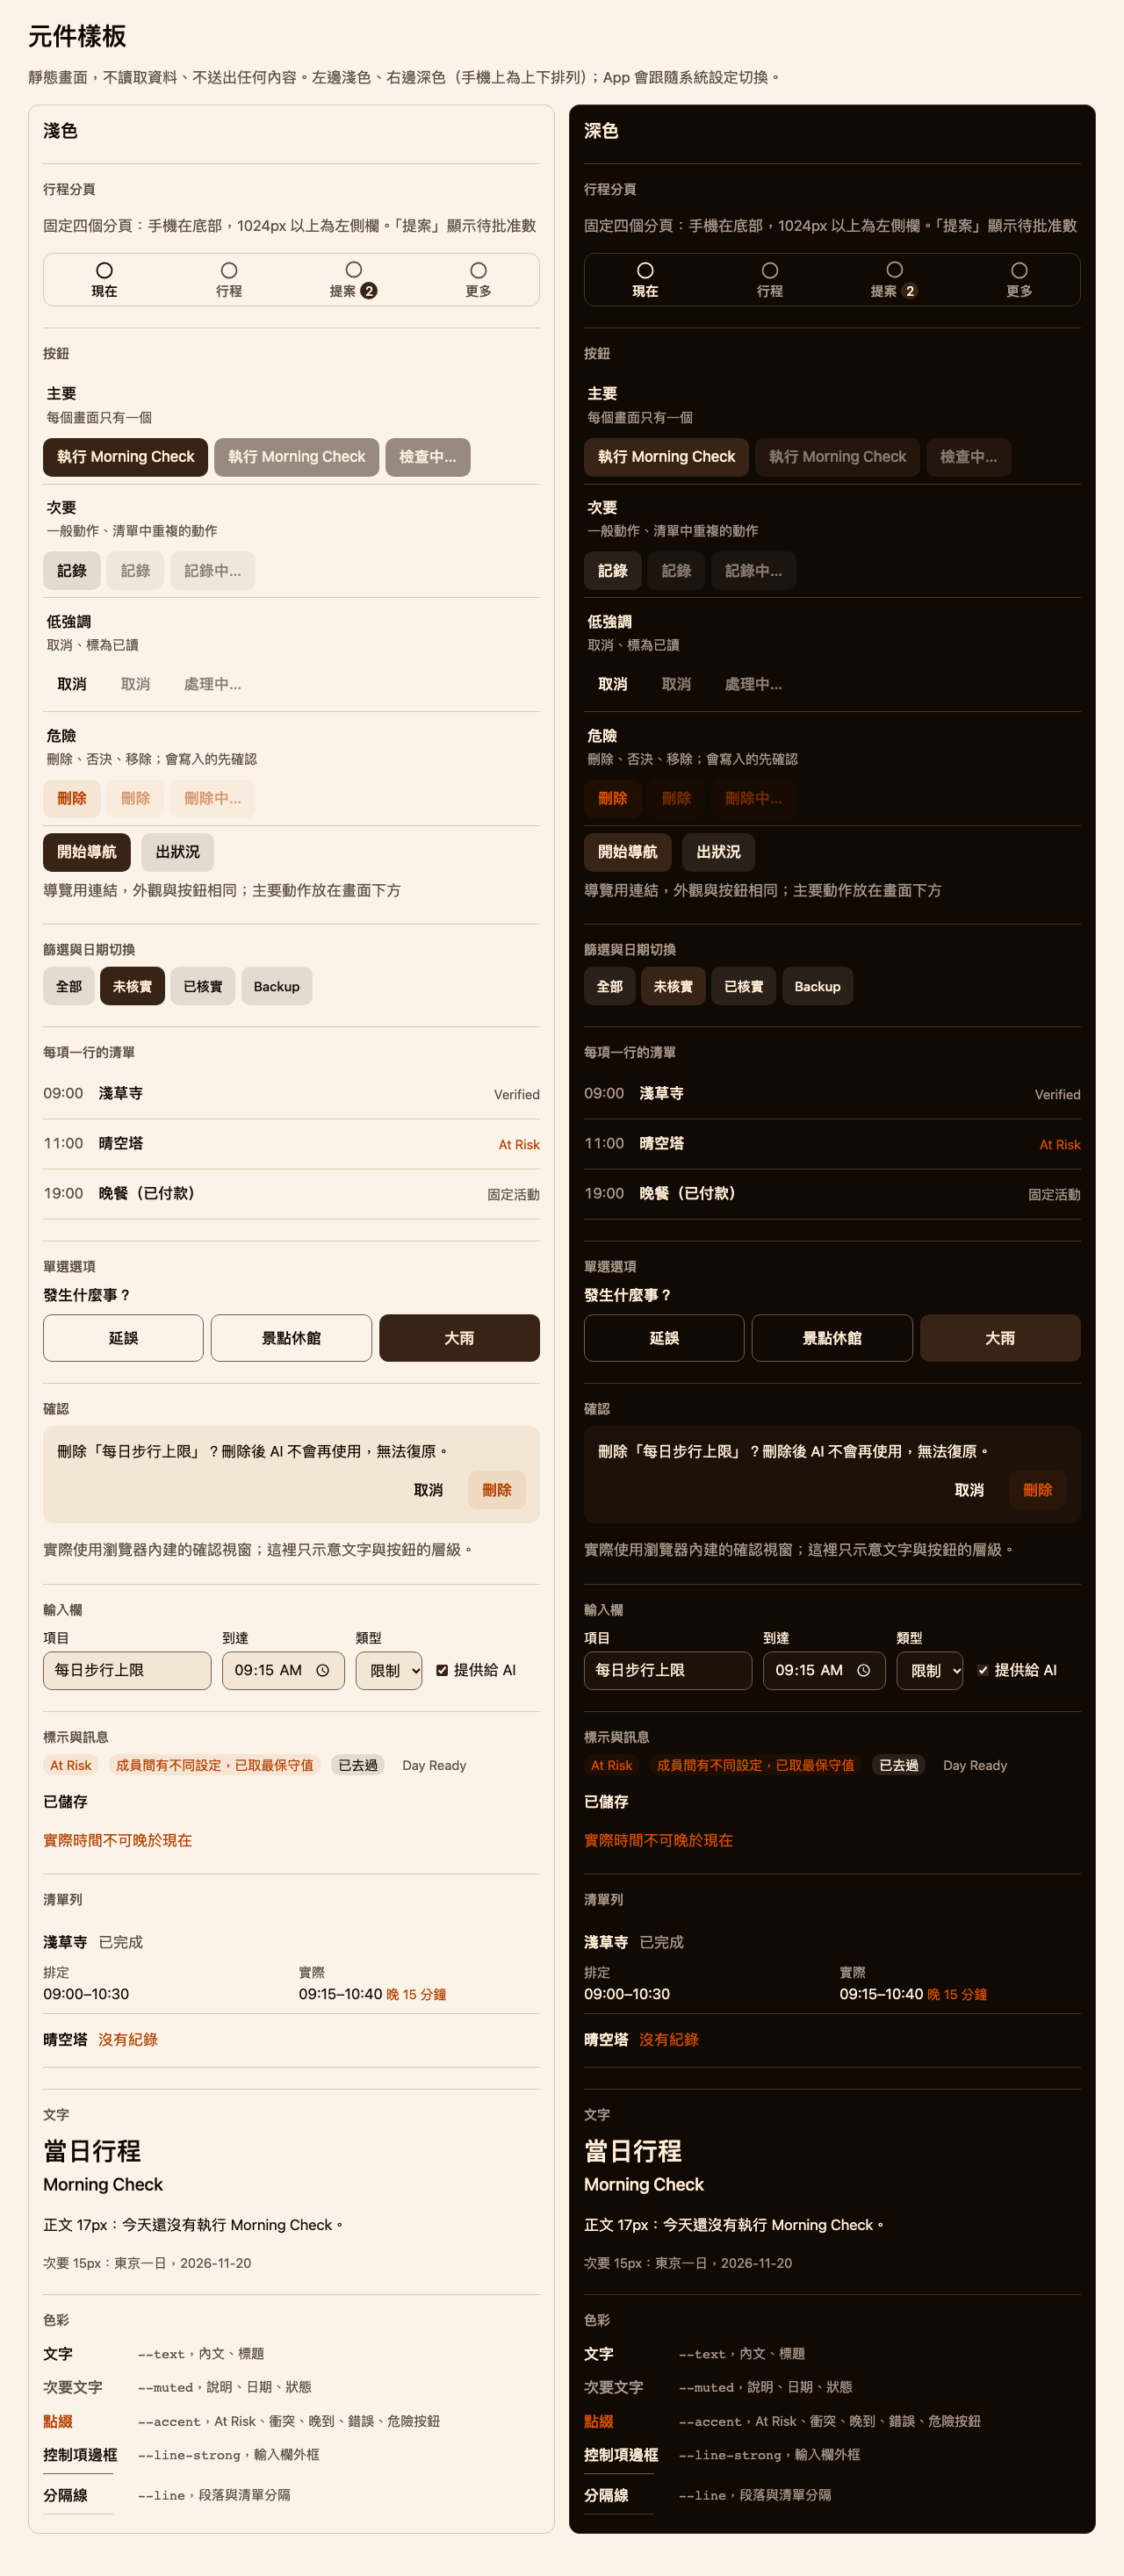 元件樣板
靜態畫面，不讀取資料、不送出任何內容。左邊淺色、右邊深色（手機上為上下排列）；App 會跟隨系統設定切換。
淺色
行程分頁
固定四個分頁：手機在底部，1024px 以上為左側欄。「提案」顯示待批准數
現在
行程
提案 2
更多
按鈕
主要
每個畫面只有一個
執行 Morning Check
執行 Morning Check
檢查中…
次要
一般動作、清單中重複的動作
記錄
記錄
記錄中…
低強調
取消、標為已讀
取消
取消
處理中…
危險
刪除、否決、移除；會寫入的先確認
刪除
刪除
刪除中…
開始導航
出狀況
導覽用連結，外觀與按鈕相同；主要動作放在畫面下方
篩選與日期切換
全部
未核實
已核實
Backup
每項一行的清單
09:00 淺草寺 Verified
11:00 晴空塔 At Risk
19:00 晚餐（已付款） 固定活動
單選選項
發生什麼事？
延誤
景點休館
大雨
確認
刪除「每日步行上限」？刪除後 AI 不會再使用，無法復原。
取消
刪除
實際使用瀏覽器內建的確認視窗；這裡只示意文字與按鈕的層級。
輸入欄
項目
到達
類型
每日步行上限
09:15 AM
限制
提供給 AI
標示與訊息
At Risk
成員間有不同設定，已取最保守值
已去過
Day Ready
已儲存
實際時間不可晚於現在
清單列
淺草寺 已完成
排定
實際
09:00–10:30
09:15–10:40 晚 15 分鐘
晴空塔 沒有紀錄
文字
當日行程
Morning Check
正文 17px：今天還沒有執行 Morning Check。
次要 15px：東京一日，2026-11-20
色彩
文字 --text，內文、標題
次要文字 --muted，說明、日期、狀態
點綴 --accent，At Risk、衝突、晚到、錯誤、危險按鈕
控制項邊框 --line-strong，輸入欄外框
分隔線 --line，段落與清單分隔
深色
行程分頁
固定四個分頁：手機在底部，1024px 以上為左側欄。「提案」顯示待批准數
現在
行程
提案 2
更多
按鈕
主要
每個畫面只有一個
執行 Morning Check
執行 Morning Check
檢查中…
次要
一般動作、清單中重複的動作
記錄
記錄
記錄中…
低強調
取消、標為已讀
取消
取消
處理中…
危險
刪除、否決、移除；會寫入的先確認
刪除
刪除
刪除中…
開始導航
出狀況
導覽用連結，外觀與按鈕相同；主要動作放在畫面下方
篩選與日期切換
全部
未核實
已核實
Backup
每項一行的清單
09:00 淺草寺 Verified
11:00 晴空塔 At Risk
19:00 晚餐（已付款） 固定活動
單選選項
發生什麼事？
延誤
景點休館
大雨
確認
刪除「每日步行上限」？刪除後 AI 不會再使用，無法復原。
取消
刪除
實際使用瀏覽器內建的確認視窗；這裡只示意文字與按鈕的層級。
輸入欄
項目
到達
類型
每日步行上限
09:15 AM
限制
提供給 AI
標示與訊息
At Risk
成員間有不同設定，已取最保守值
已去過
Day Ready
已儲存
實際時間不可晚於現在
清單列
淺草寺 已完成
排定
實際
09:00–10:30
09:15–10:40 晚 15 分鐘
晴空塔 沒有紀錄
文字
當日行程
Morning Check
正文 17px：今天還沒有執行 Morning Check。
次要 15px：東京一日，2026-11-20
色彩
文字 --text，內文、標題
次要文字 --muted，說明、日期、狀態
點綴 --accent，At Risk、衝突、晚到、錯誤、危險按鈕
控制項邊框 --line-strong，輸入欄外框
分隔線 --line，段落與清單分隔